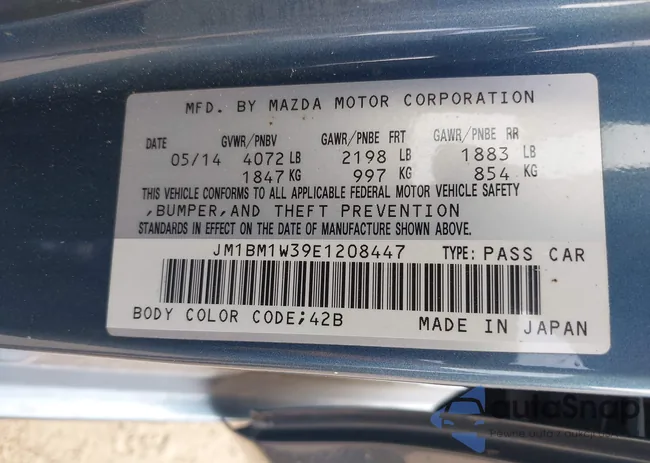 MFD. BY MAZDA MOTOR CORPORATION
DATE GVWR/PNBV GAWR/PNBE FRT GAWR/PNBE RR
05/14 4072 LB 2198 LB 1883 LB
1847 KG 997 KG 854 KG
THIS VEHICLE CONFORMS TO ALL APPLICABLE FEDERAL MOTOR VEHICLE SAFETY
,BUMPER,AND THEFT PREVENTION
STANDARDS IN EFFECT ON THE DATE OF MANUFACTURE SHOWN ABOVE.
JM1BM1W39E1208447 TYPE: PASS CAR
BODY COLOR CODE;42B MADE IN JAPAN
autoSnap
Pewne auta z aukcji